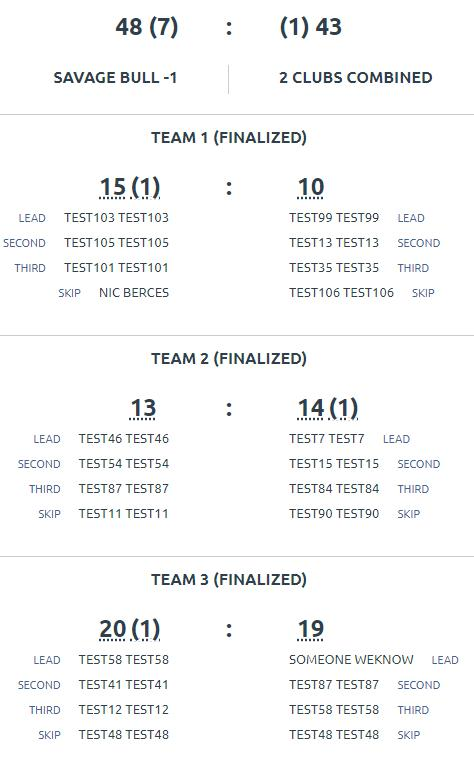 48 (7) : (1) 43
SAVAGE BULL -1 2 CLUBS COMBINED
TEAM 1 (FINALIZED)
15 (1) : 10
LEAD TEST103 TEST103 TEST99 TEST99 LEAD
SECOND TEST105 TEST105 TEST13 TEST13 SECOND
THIRD TEST101 TEST101 TEST35 TEST35 THIRD
SKIP NIC BERCES TEST106 TEST106 SKIP
TEAM 2 (FINALIZED)
13 : 14 (1)
LEAD TEST46 TEST46 TEST7 TEST7 LEAD
SECOND TEST54 TEST54 TEST15 TEST15 SECOND
THIRD TEST87 TEST87 TEST84 TEST84 THIRD
SKIP TEST11 TEST11 TEST90 TEST90 SKIP
TEAM 3 (FINALIZED)
20 (1) : 19
LEAD TEST58 TEST58 SOMEONE WEKNOW LEAD
SECOND TEST41 TEST41 TEST87 TEST87 SECOND
THIRD TEST12 TEST12 TEST58 TEST58 THIRD
SKIP TEST48 TEST48 TEST48 TEST48 SKIP